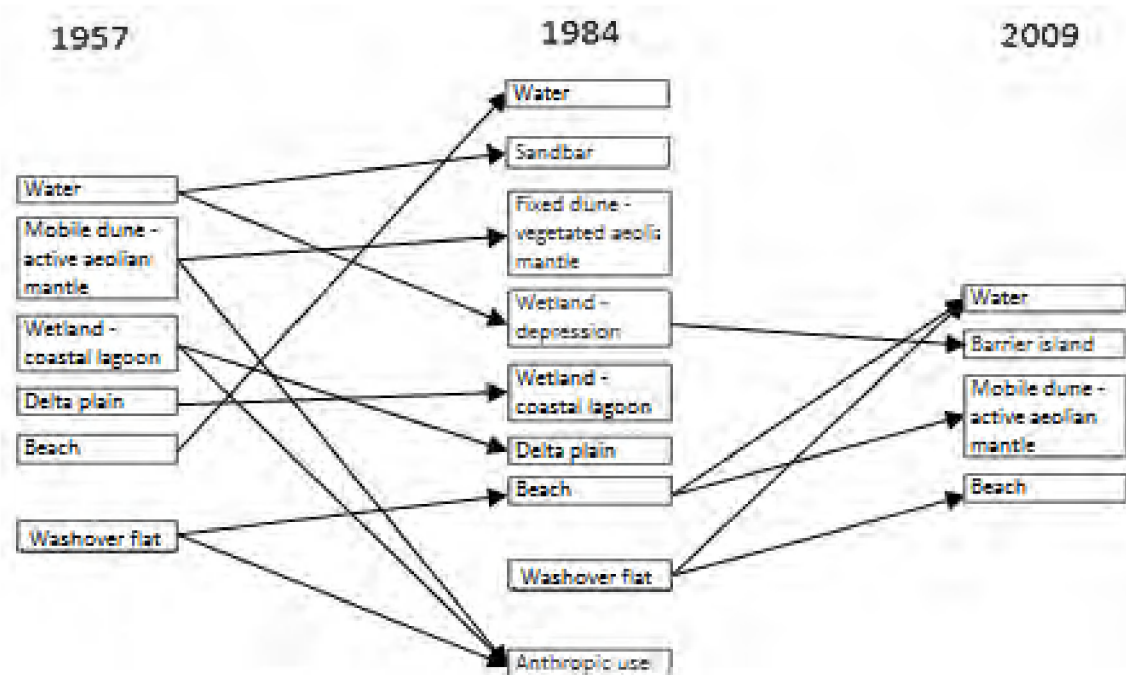 1957
1984
2009
Water
Mobile dune -
active aeolian
mantle
Wetland -
coastal lagoon
Delta plain
Beach
Washover flat
Water
Sandbar
Fixed dune -
vegetated aeolis
mantle
Wetland -
depression
Wetland -
coastal lagoon
Delta plain
Beach
Washover flat
Anthropic use
Water
Barrier island
Mobile dune -
active aeolian
mantle
Beach